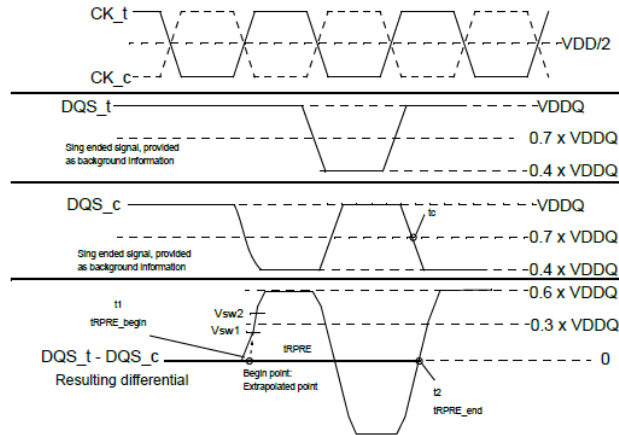 CK_t
VDD/2
CK_c
DQS_t
VDDQ
0.7 x VDDQ
Sing ended signal, provided
as background information
0.4 x VDDQ
DQS_c
VDDQ
tc
0.7 x VDDQ
Sing ended signal, provided
as background information
0.4 x VDDQ
0.6 x VDDQ
t1
Vsw2
tRPRE_begin
Vsw1
0.3 x VDDQ
tRPRE
DQS_t - DQS_c
0
Resulting differential
Begin point:
Extrapolated point
t2
tRPRE_end